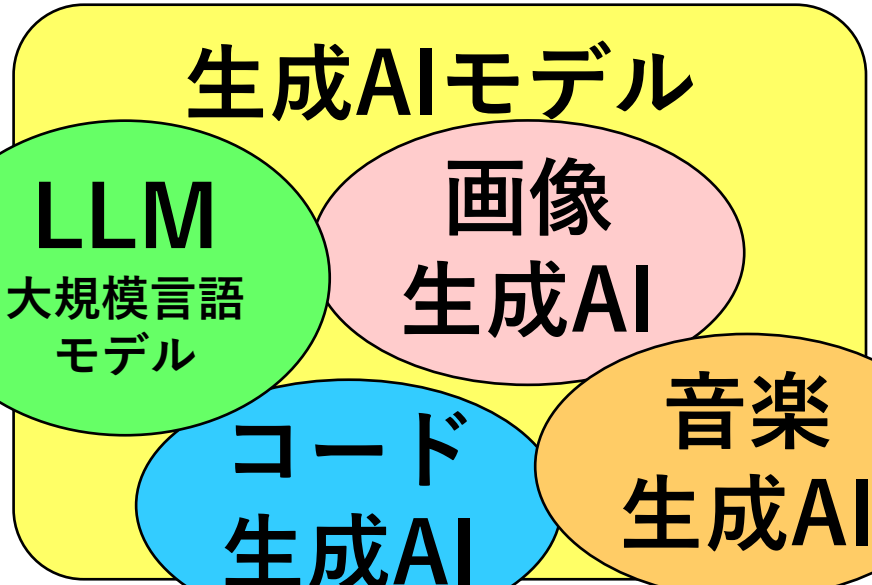 生成AIモデル
LLM
大規模言語
モデル
画像
生成AI
コード
生成AI
音楽
生成AI